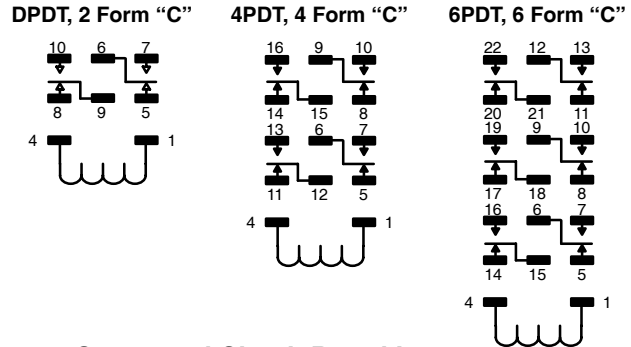 DPDT, 2 Form “C” 4PDT, 4 Form “C” 6PDT, 6 Form “C”
10 6 7 16 9 10 22 12 13
8 9 5 14 15 8 20 21 11
13 6 7 19 9 10
4 1 11 12 5 17 18 8
16 6 7
4 1 14 15 5
4 1